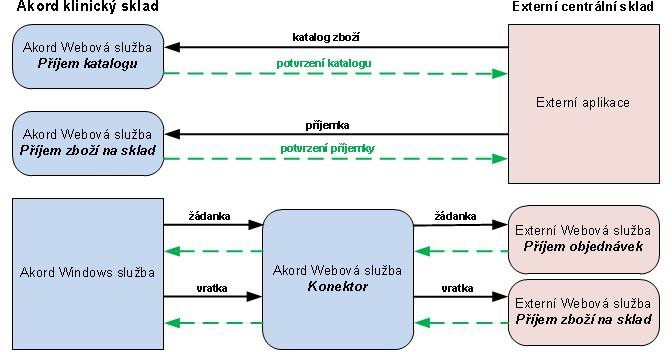 Akord klinický sklad
Externí centrální sklad
Akord Webová služba
Příjem katalogu
katalog zboží
potvrzení katalogu
Externí aplikace
Akord Webová služba
Příjem zboží na sklad
příjemka
potvrzení příjemky
Akord Windows služba
žádanka
vratka
Akord Webová služba
Konektor
žádanka
vratka
Externí Webová služba
Příjem objednávek
Externí Webová služba
Příjem zboží na sklad